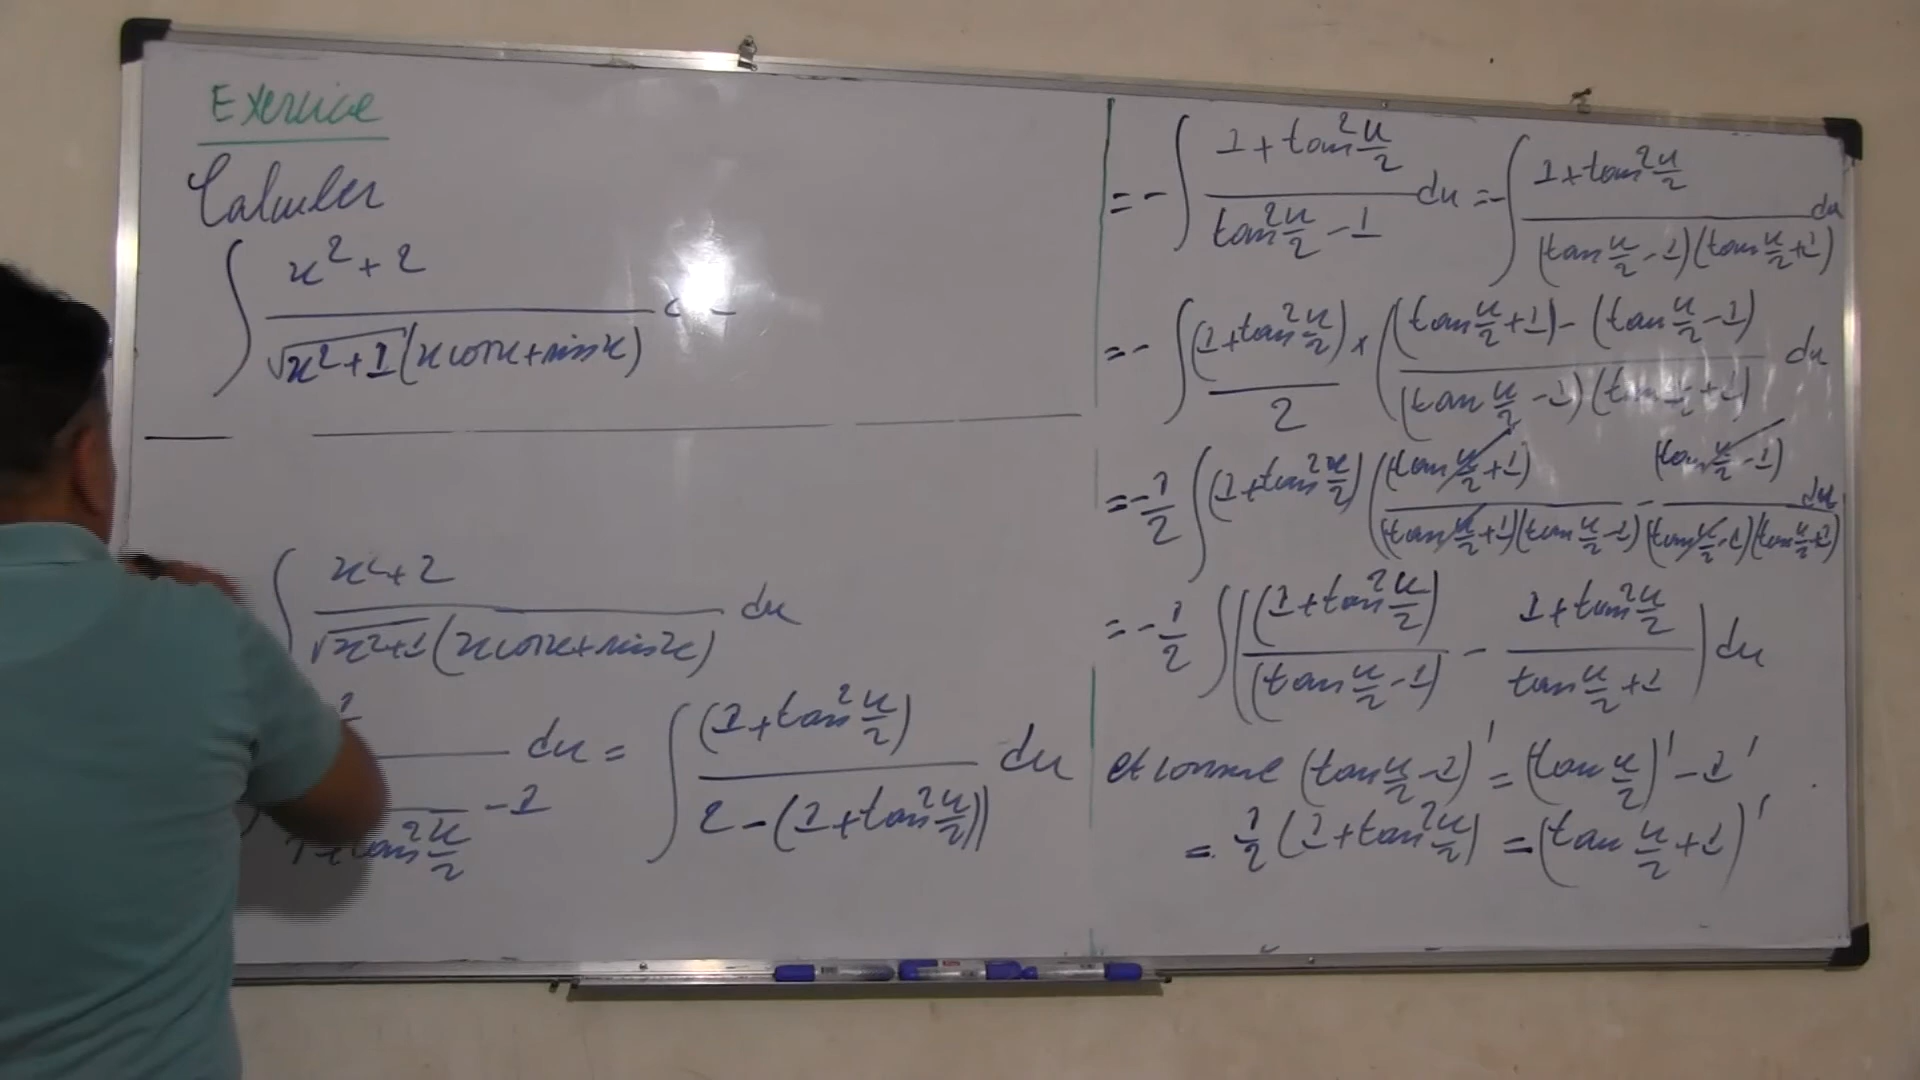 Exercice
Calculer
∫ (x² + 2) / (√(x² + 1) (x cos x + sin x))
∫ (x² + 2) / (√(x² + 1) (x cos x + sin x)) dx
1 / (1 + tan² u/2 - 1) du = ∫ (1 + tan² u/2) / (2 - (1 + tan² u/2)) du
= - ∫ (1 + tan² u/2) / (tan² u/2 - 1) du = - ∫ (1 + tan² u/2) / ((tan u/2 - 1)(tan u/2 + 1)) du
= - ∫ (1 + tan² u/2) / 2 × (((tan u/2 + 1) - (tan u/2 - 1)) / ((tan u/2 - 1)(tan u/2 + 1)) du
= - 1/2 ∫ (1 + tan² u/2) ((tan u/2 + 1) / ((tan u/2 + 1)(tan u/2 - 1)) - (tan u/2 - 1) / ((tan u/2 - 1)(tan u/2 + 1)) du
= - 1/2 ∫ ((1 + tan² u/2) / (tan u/2 - 1) - (1 + tan² u/2) / (tan u/2 + 1)) du
et comme (tan u/2 - 1)' = (tan u/2)' - 1'
= 1/2 (1 + tan² u/2) = (tan u/2 + 1)'